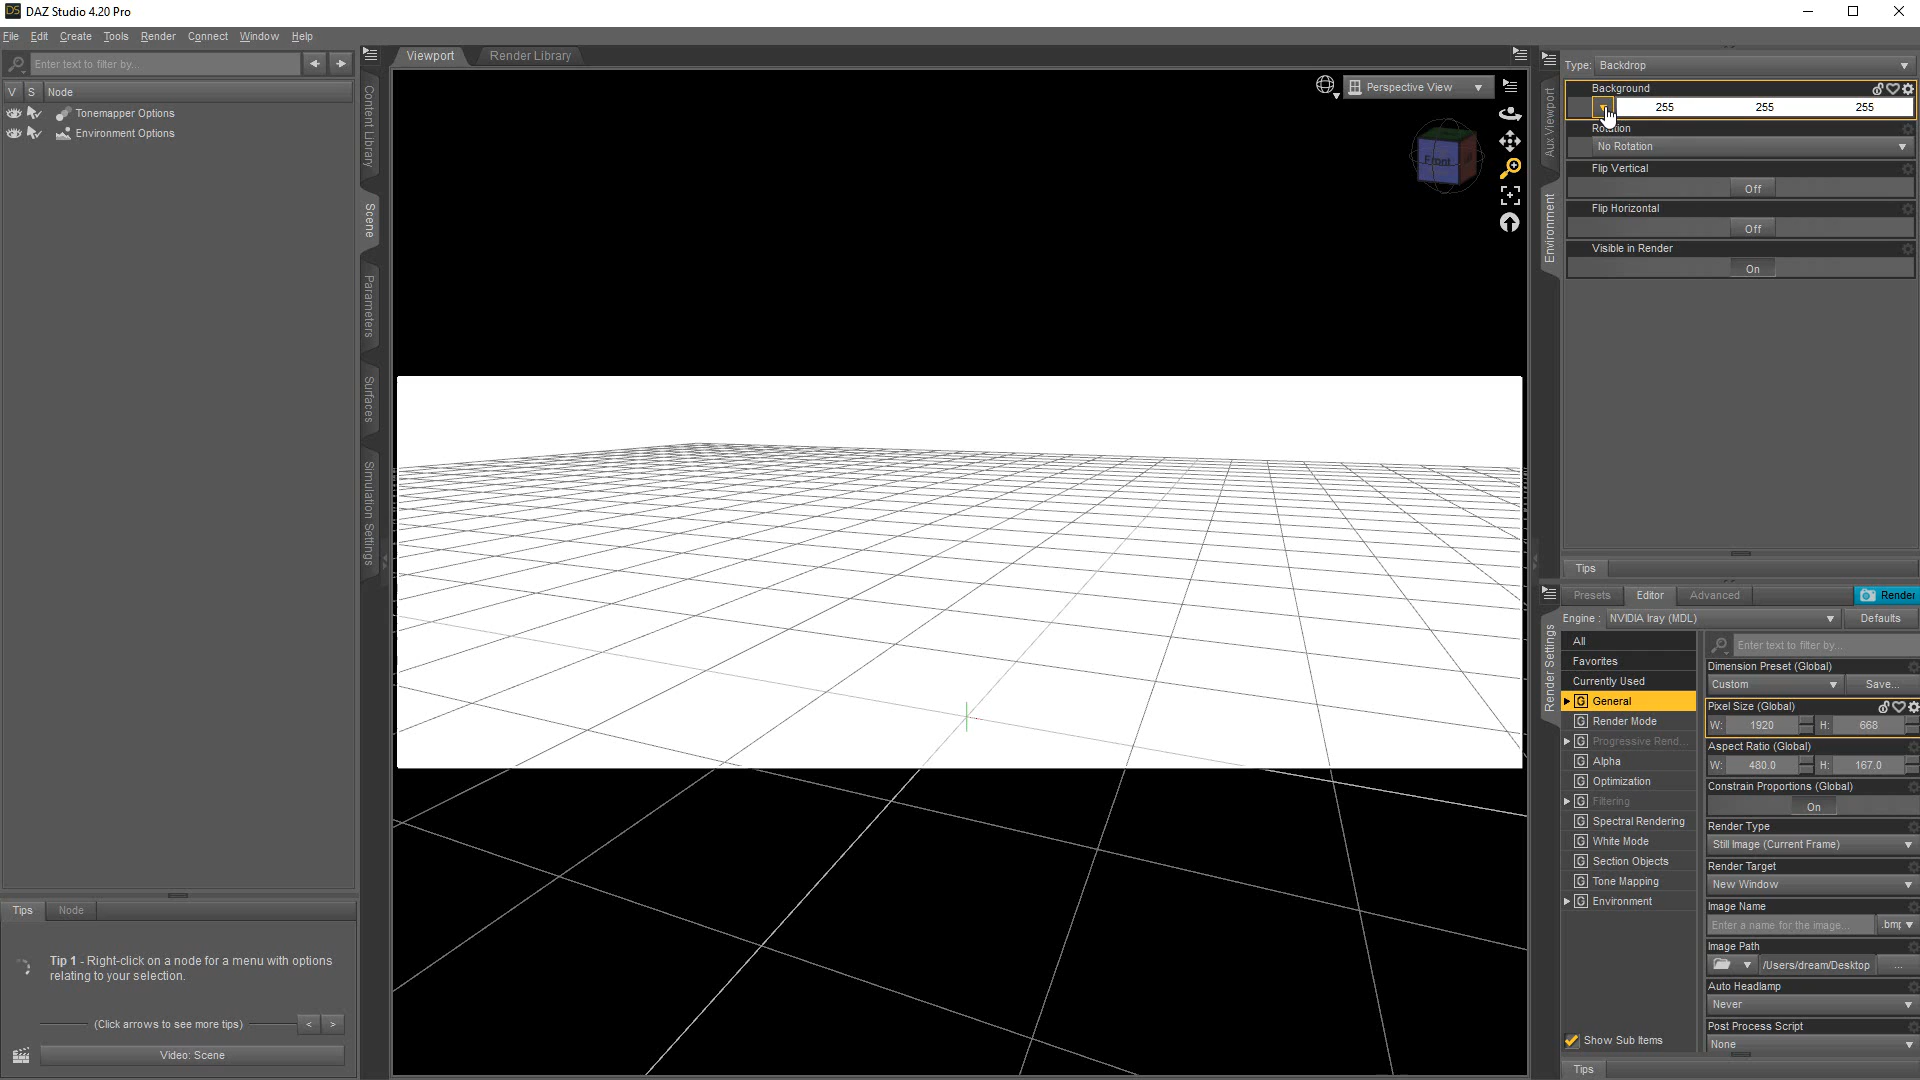 DAZ Studio 4.20 Pro
File Edit Create Tools Render Connect Window Help
Enter text to filter by...
V S Node
Tonemapper Options
Environment Options
Tips Node
Tip 1 - Right-click on a node for a menu with options
relating to your selection.
(Click arrows to see more tips) < >
Video: Scene
Content Library
Scene
Parameters
Surfaces
Simulation Settings
Viewport Render Library
Perspective View
Front
Aux Viewport
Environment
Type: Backdrop
Background
255 255 255
Rotation
No Rotation
Flip Vertical
Off
Flip Horizontal
Off
Visible in Render
On
Tips
Render Settings
Presets Editor Advanced Render
Engine : NVIDIA Iray (MDL) Defaults
All
Favorites
Currently Used
G General
G Render Mode
G Progressive Rend...
G Alpha
G Optimization
G Filtering
G Spectral Rendering
G White Mode
G Section Objects
G Tone Mapping
G Environment
Show Sub Items
Enter text to filter by...
Dimension Preset (Global)
Custom Save...
Pixel Size (Global)
W: 1920 H: 668
Aspect Ratio (Global)
W: 480.0 H: 167.0
Constrain Proportions (Global)
On
Render Type
Still Image (Current Frame)
Render Target
New Window
Image Name
Enter a name for the image...
Image Path
/Users/dream/Desktop ...
Auto Headlamp
Never
Post Process Script
None
Tips